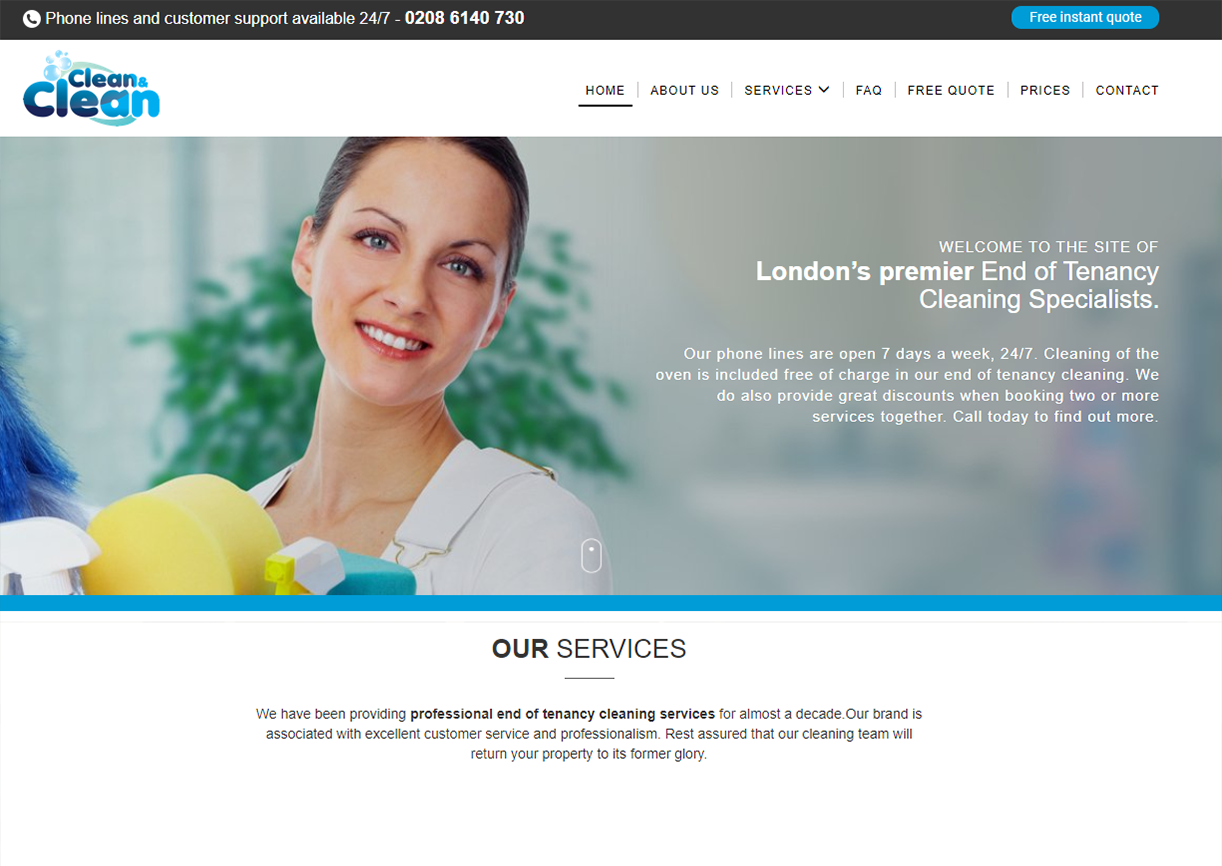 Phone lines and customer support available 24/7 - 0208 6140 730
Free instant quote
Clean&
Clean
HOME
ABOUT US
SERVICES
FAQ
FREE QUOTE
PRICES
CONTACT
WELCOME TO THE SITE OF
London’s premier End of Tenancy
Cleaning Specialists.
Our phone lines are open 7 days a week, 24/7. Cleaning of the
oven is included free of charge in our end of tenancy cleaning. We
do also provide great discounts when booking two or more
services together. Call today to find out more.
OUR SERVICES
We have been providing professional end of tenancy cleaning services for almost a decade.Our brand is
associated with excellent customer service and professionalism. Rest assured that our cleaning team will
return your property to its former glory.